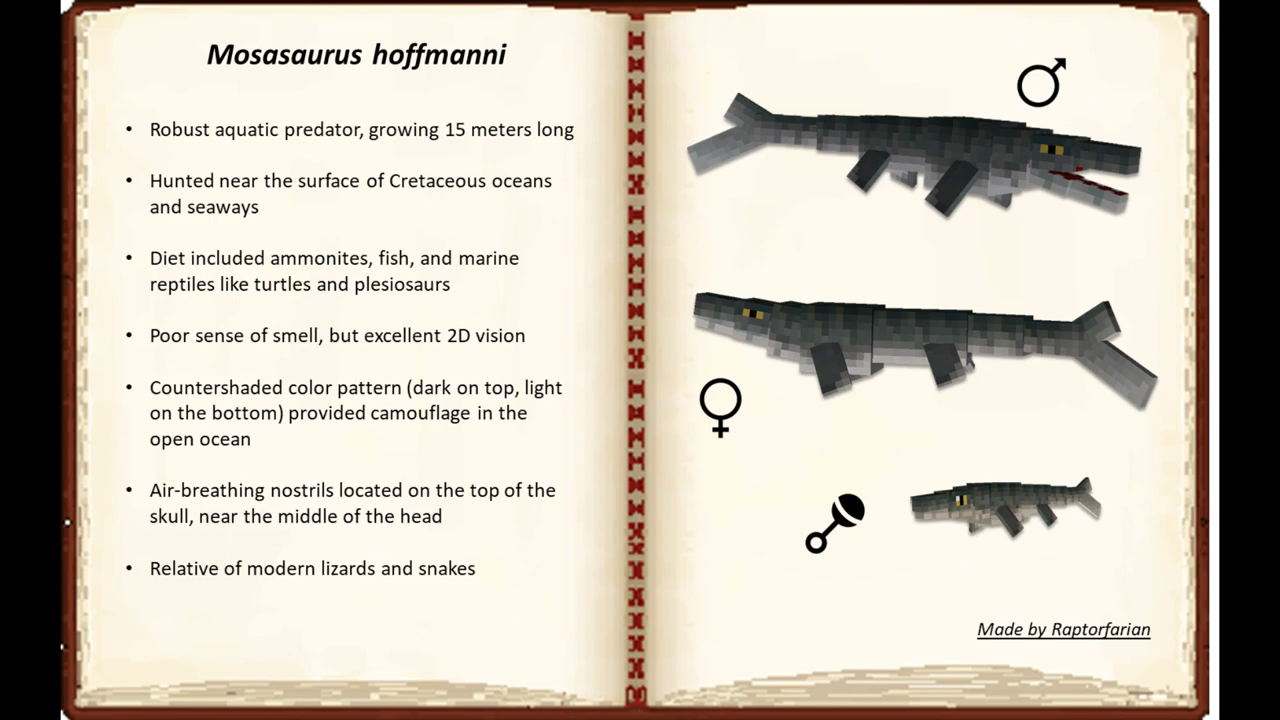 Mosasaurus hoffmanni
• Robust aquatic predator, growing 15 meters long
• Hunted near the surface of Cretaceous oceans
and seaways
• Diet included ammonites, fish, and marine
reptiles like turtles and plesiosaurs
• Poor sense of smell, but excellent 2D vision
• Countershaded color pattern (dark on top, light
on the bottom) provided camouflage in the
open ocean
• Air-breathing nostrils located on the top of the
skull, near the middle of the head
• Relative of modern lizards and snakes
Made by Raptorfarian